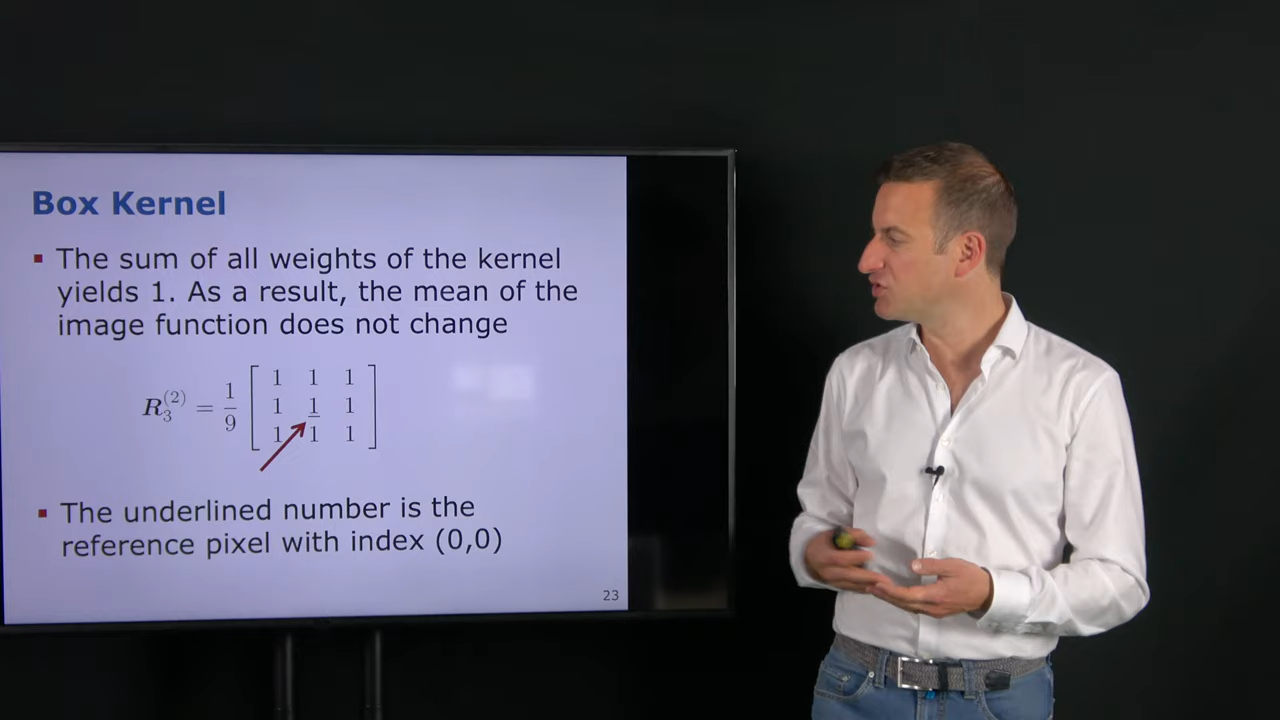 Box Kernel
▪ The sum of all weights of the kernel
yields 1. As a result, the mean of the
image function does not change
R₃⁽²⁾ = 1/9 [ 1 1 1
1 1̲ 1
1 1 1 ]
▪ The underlined number is the
reference pixel with index (0,0)
23